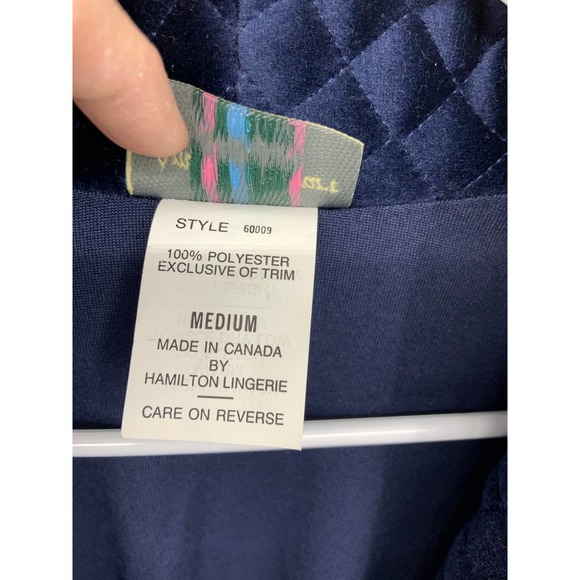 STYLE 60009
100% POLYESTER
EXCLUSIVE OF TRIM
MEDIUM
MADE IN CANADA
BY
HAMILTON LINGERIE
CARE ON REVERSE